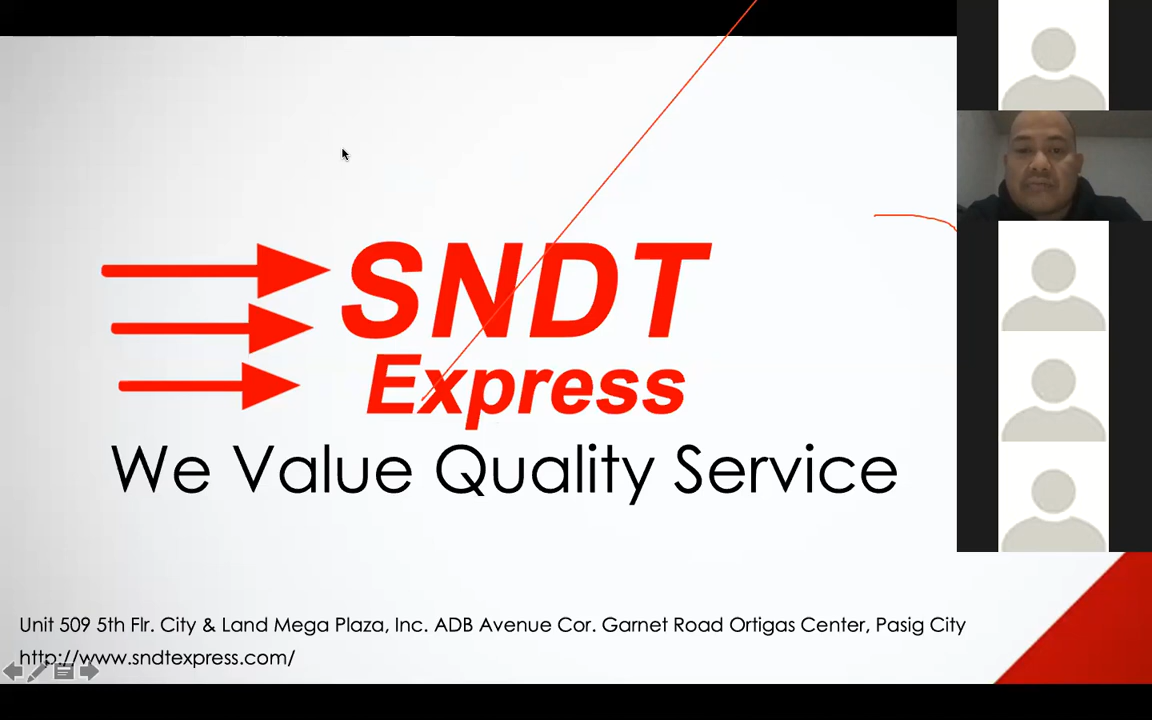 SNDT
Express
We Value Quality Service
Unit 509 5th Flr. City & Land Mega Plaza, Inc. ADB Avenue Cor. Garnet Road Ortigas Center, Pasig City
http://www.sndtexpress.com/